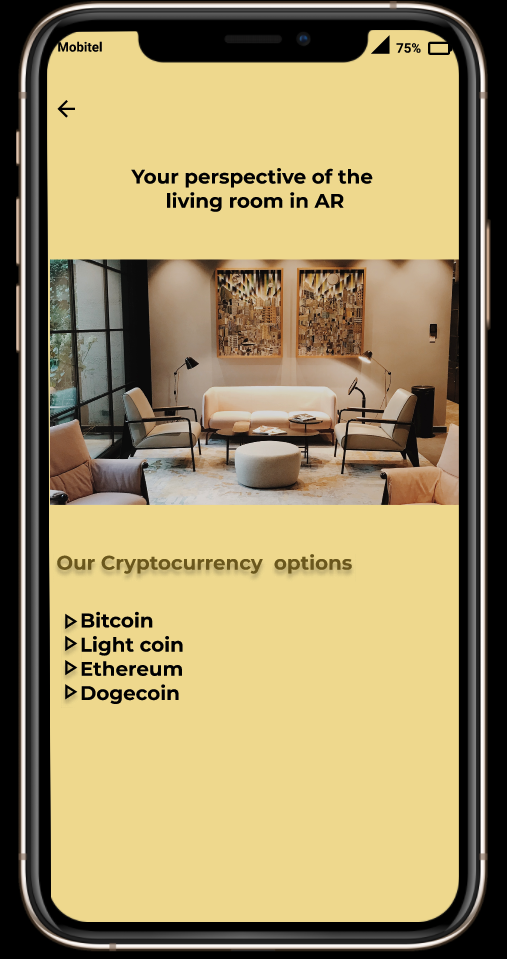 Mobitel
75%
Your perspective of the
living room in AR
Our Cryptocurrency options
Bitcoin
Light coin
Ethereum
Dogecoin